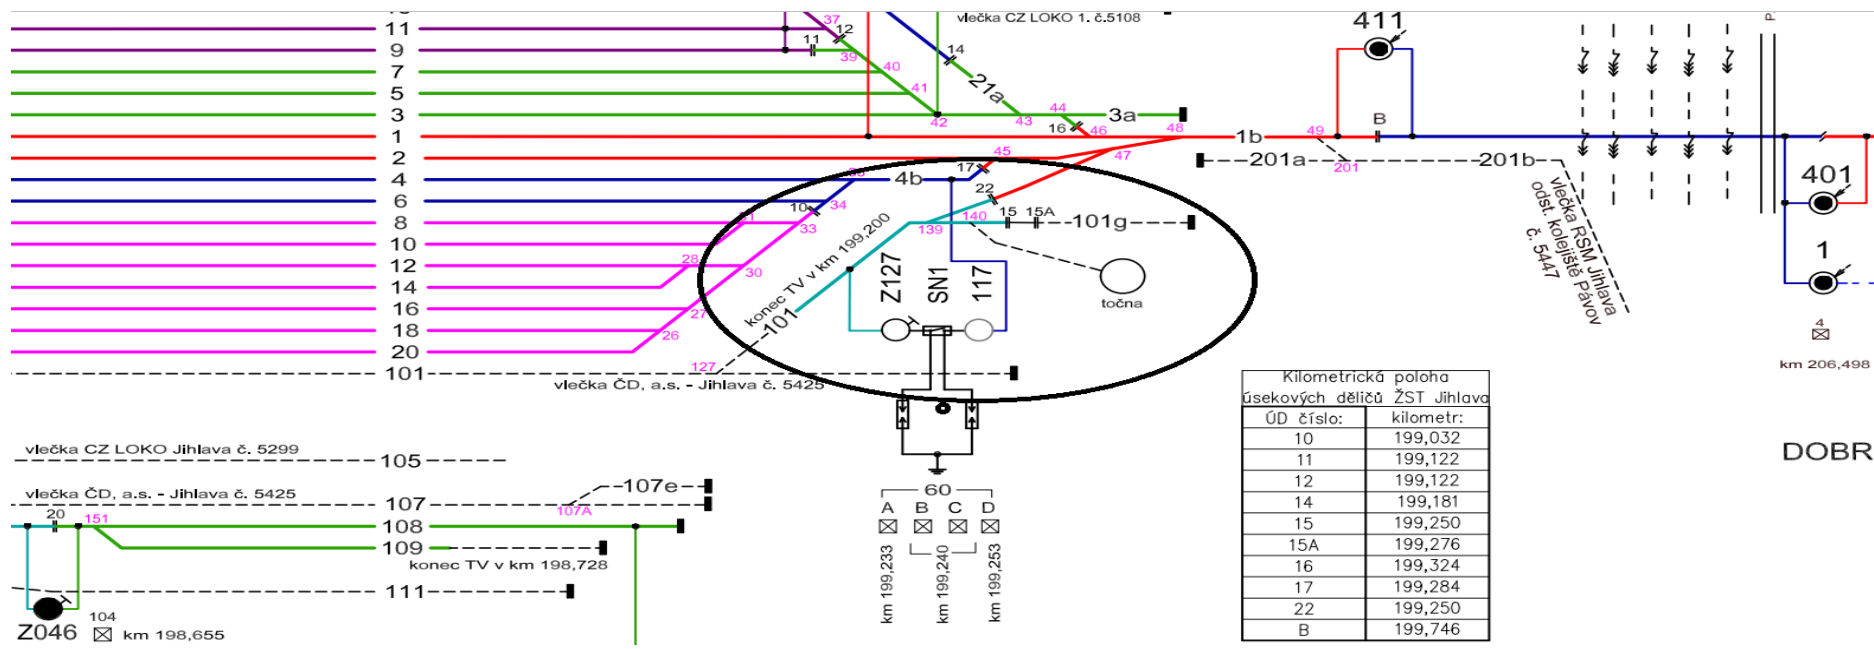 vlečka CZ LOKO 1. č.5108
37
411
11
12
11
9
39
14
40
7
21a
41
5
44
3
42
43
3a
16
B
1
46
48
1b
49
2
45
47
201a
201
201b
17
4
4b
401
22
6
10
34
8
33
140
15
15A
101g
139
10
vlečka RSM Jihlava
odst. kolejiště Pávov
č. 5447
28
12
30
konec TV v km 199,200
Z127
SN1
117
1
14
točna
16
27
101
18
26
4
20
km 206,498
127
101
vlečka ČD, a.s. - Jihlava č. 5425
Kilometrická poloha
úsekových děličů ŽST Jihlava
ÚD číslo: kilometr:
10 199,032
11 199,122
12 199,122
14 199,181
15 199,250
15A 199,276
16 199,324
17 199,284
22 199,250
B 199,746
DOBR
vlečka CZ LOKO Jihlava č. 5299
105
vlečka ČD, a.s. - Jihlava č. 5425
107e
107
107A
20
151
108
109
konec TV v km 198,728
111
Z046
104
km 198,655
60
A B C D
km 199,233
km 199,240
km 199,253